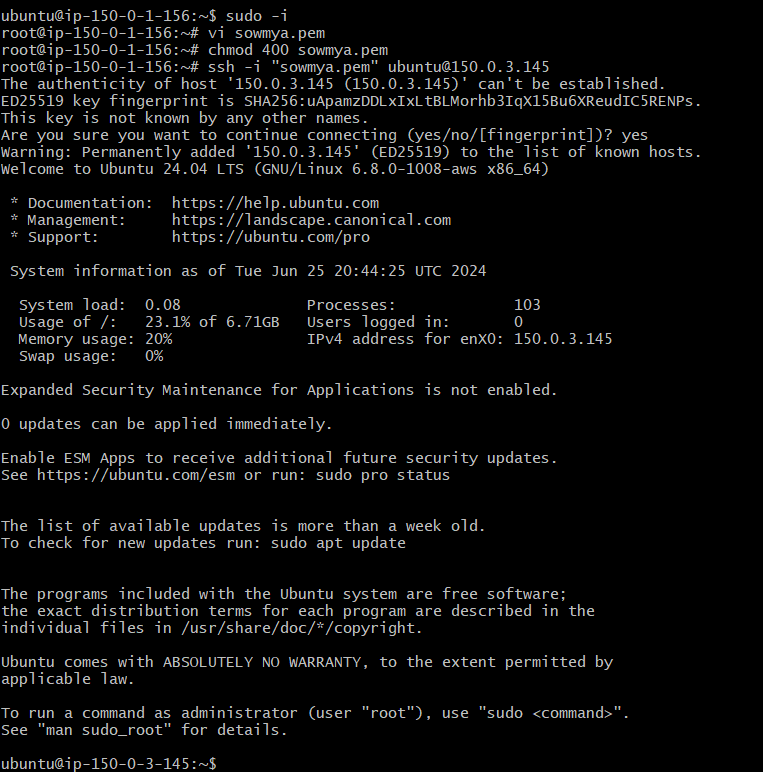 ubuntu@ip-150-0-1-156:~$ sudo -i
root@ip-150-0-1-156:~# vi sowmya.pem
root@ip-150-0-1-156:~# chmod 400 sowmya.pem
root@ip-150-0-1-156:~# ssh -i "sowmya.pem" ubuntu@150.0.3.145
The authenticity of host '150.0.3.145 (150.0.3.145)' can't be established.
ED25519 key fingerprint is SHA256:uApamzDDLxIxLtBLMorhb3IqX15Bu6XReudIC5RENPs.
This key is not known by any other names.
Are you sure you want to continue connecting (yes/no/[fingerprint])? yes
Warning: Permanently added '150.0.3.145' (ED25519) to the list of known hosts.
Welcome to Ubuntu 24.04 LTS (GNU/Linux 6.8.0-1008-aws x86_64)

 * Documentation:  https://help.ubuntu.com
 * Management:     https://landscape.canonical.com
 * Support:        https://ubuntu.com/pro

 System information as of Tue Jun 25 20:44:25 UTC 2024

  System load:  0.08              Processes:             103
  Usage of /:   23.1% of 6.71GB   Users logged in:       0
  Memory usage: 20%               IPv4 address for enX0: 150.0.3.145
  Swap usage:   0%

Expanded Security Maintenance for Applications is not enabled.

0 updates can be applied immediately.

Enable ESM Apps to receive additional future security updates.
See https://ubuntu.com/esm or run: sudo pro status


The list of available updates is more than a week old.
To check for new updates run: sudo apt update


The programs included with the Ubuntu system are free software;
the exact distribution terms for each program are described in the
individual files in /usr/share/doc/*/copyright.

Ubuntu comes with ABSOLUTELY NO WARRANTY, to the extent permitted by
applicable law.

To run a command as administrator (user "root"), use "sudo <command>".
See "man sudo_root" for details.

ubuntu@ip-150-0-3-145:~$